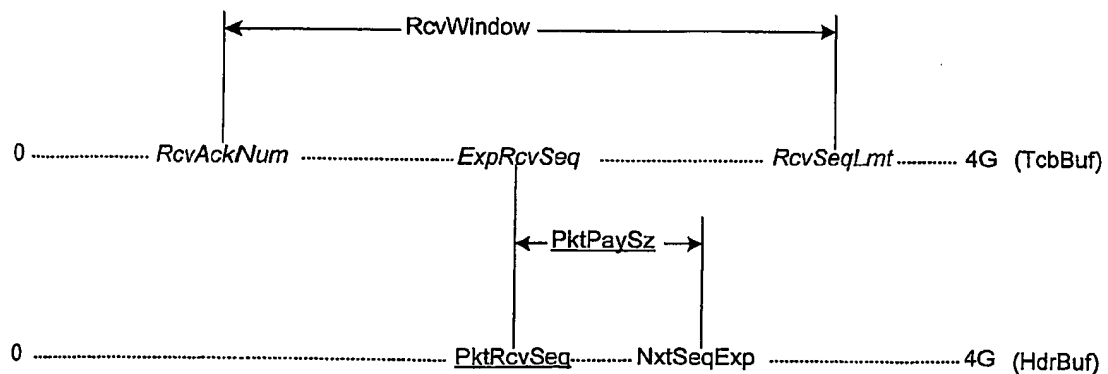 RcvWindow
0 .................... RcvAckNum .................... ExpRcvSeq .................... RcvSeqLmt ............. 4G (TcbBuf)
PktPaySz
0 ........................................ PktRcvSeq .......... NxtSeqExp .................... 4G (HdrBuf)